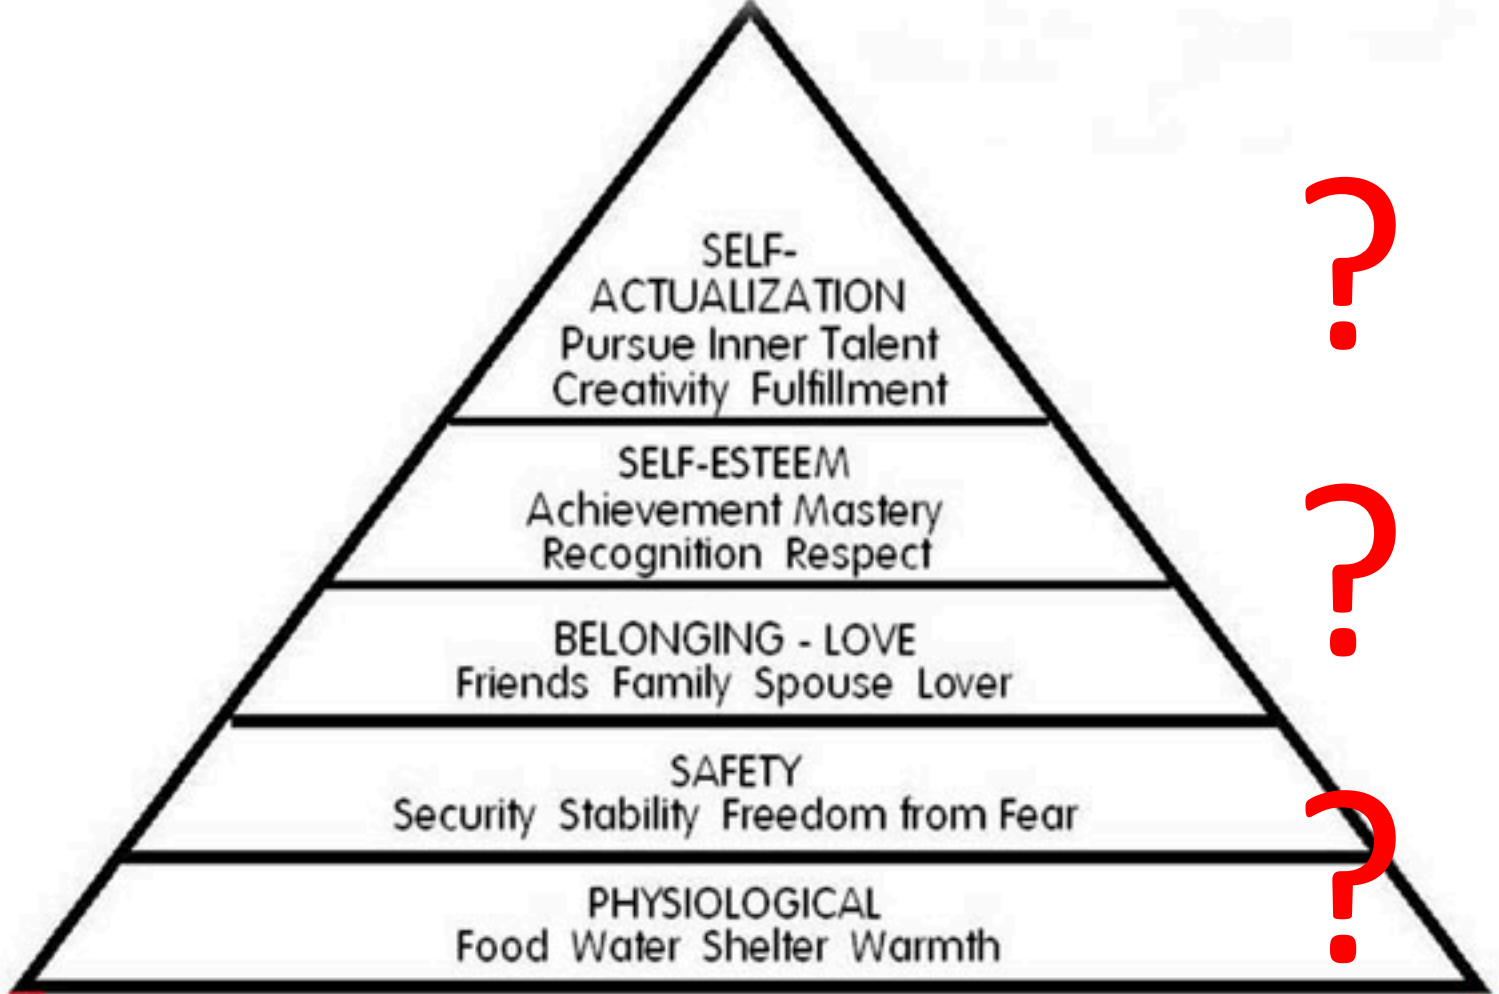 SELF-
ACTUALIZATION
Pursue Inner Talent
Creativity Fulfillment
?
SELF-ESTEEM
Achievement Mastery
Recognition Respect
?
BELONGING - LOVE
Friends Family Spouse Lover
SAFETY
Security Stability Freedom from Fear
?
PHYSIOLOGICAL
Food Water Shelter Warmth